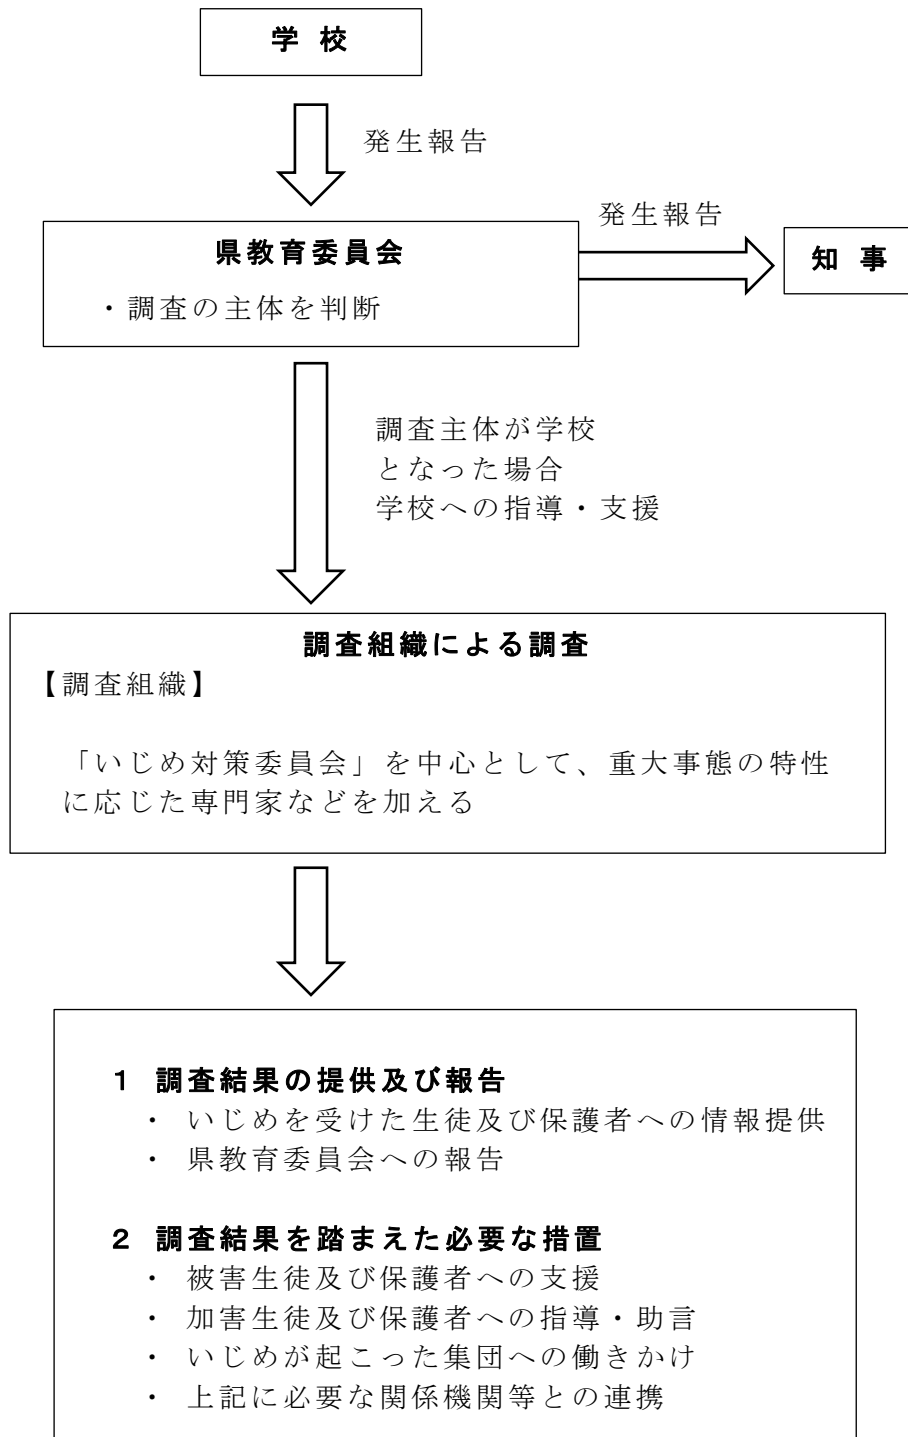 学 校
発生報告
発生報告
県教育委員会
・調査の主体を判断
知 事
調査主体が学校
となった場合
学校への指導・支援
調査組織による調査
【調査組織】
「いじめ対策委員会」を中心として、重大事態の特性
に応じた専門家などを加える
1 調査結果の提供及び報告
・ いじめを受けた生徒及び保護者への情報提供
・ 県教育委員会への報告
2 調査結果を踏まえた必要な措置
・ 被害生徒及び保護者への支援
・ 加害生徒及び保護者への指導・助言
・ いじめが起こった集団への働きかけ
・ 上記に必要な関係機関等との連携